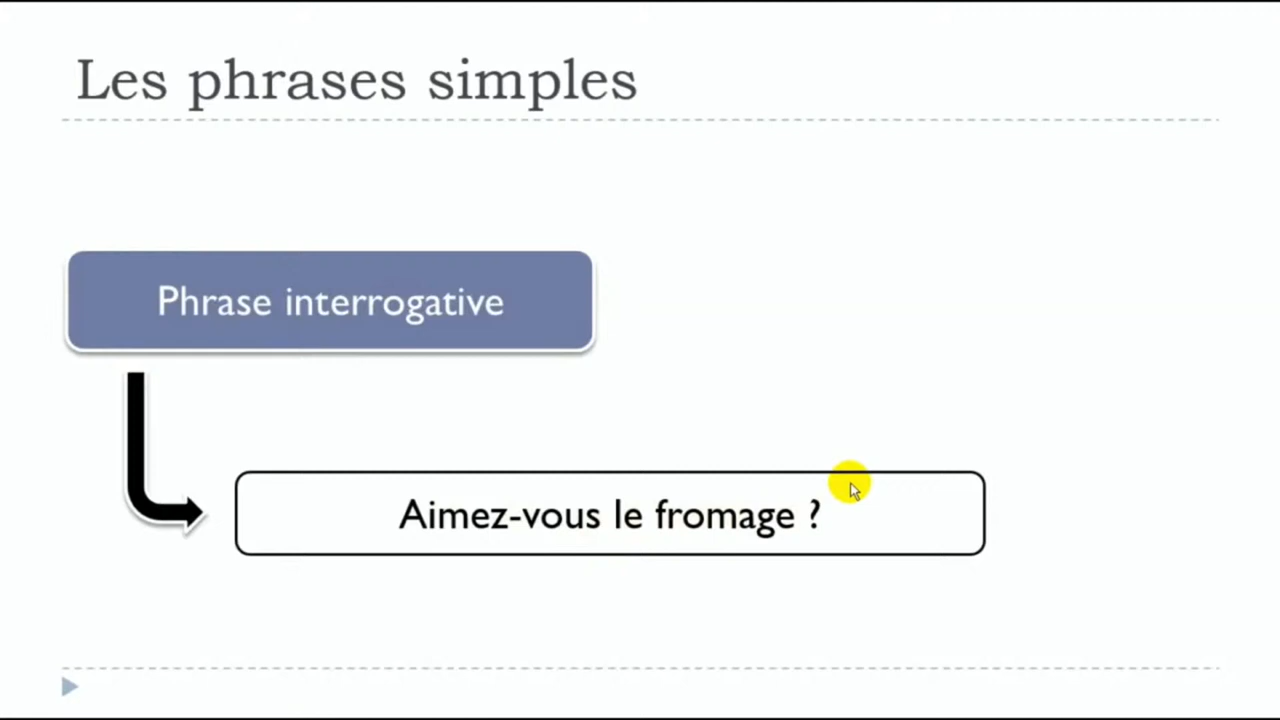 Les phrases simples
Phrase interrogative
Aimez-vous le fromage ?